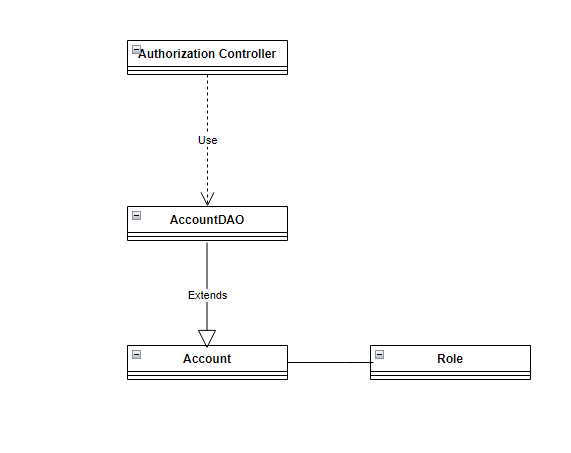 Authorization Controller
Use
AccountDAO
Extends
Account
Role